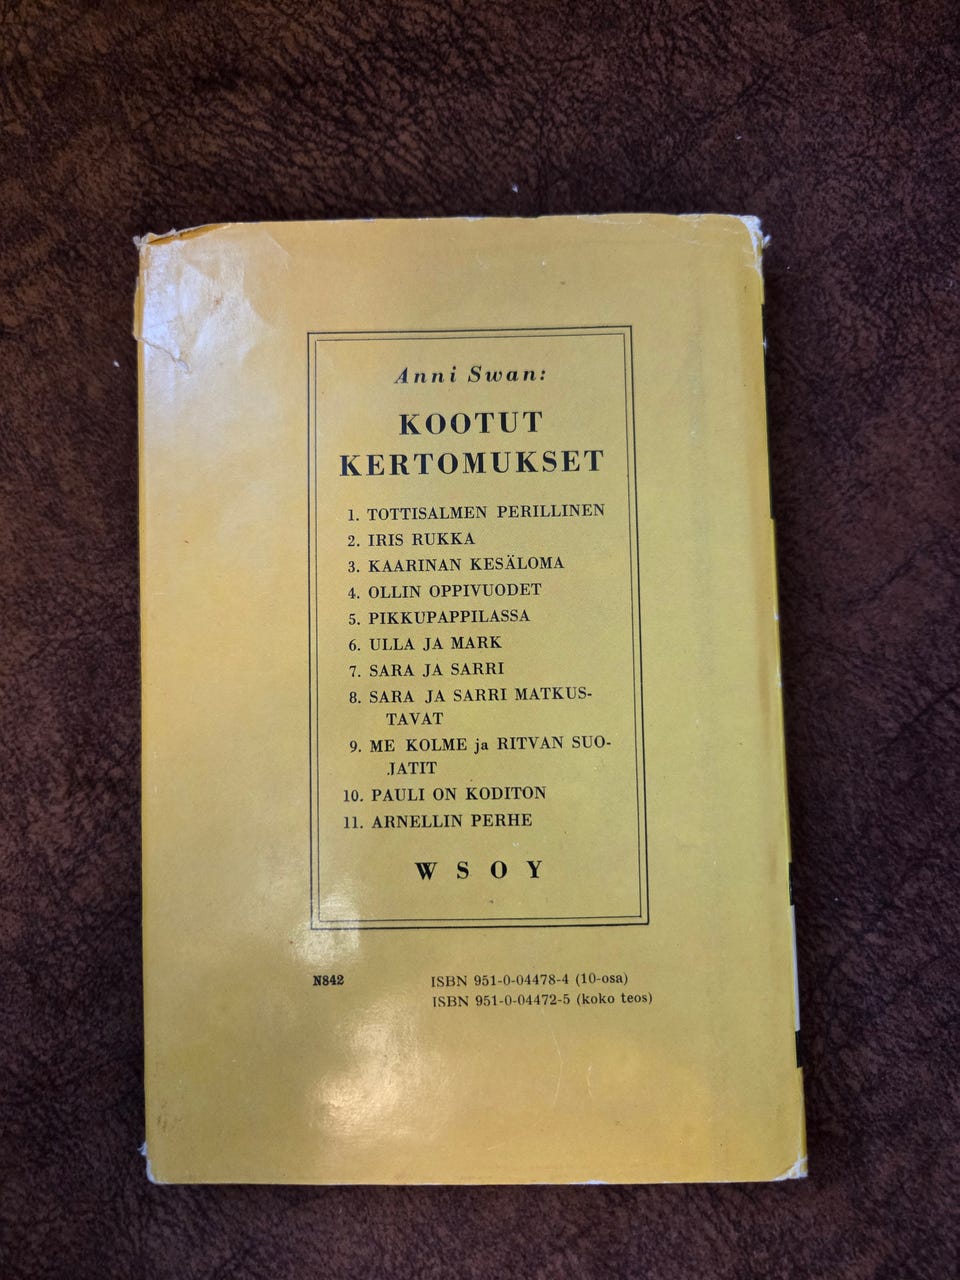 Anni Swan:
KOOTUT
KERTOMUKSET
1. TOTTISALMEN PERILLINEN
2. IRIS RUKKA
3. KAARINAN KESÄLOMA
4. OLLIN OPPIVUODET
5. PIKKUPAPPILASSA
6. ULLA JA MARK
7. SARA JA SARRI
8. SARA JA SARRI MATKUS-
TAVAT
9. ME KOLME ja RITVAN SUO-
JATIT
10. PAULI ON KODITON
11. ARNELLIN PERHE
WSOY
N842 ISBN 951-0-04478-4 (10-osa)
ISBN 951-0-04472-5 (koko teos)